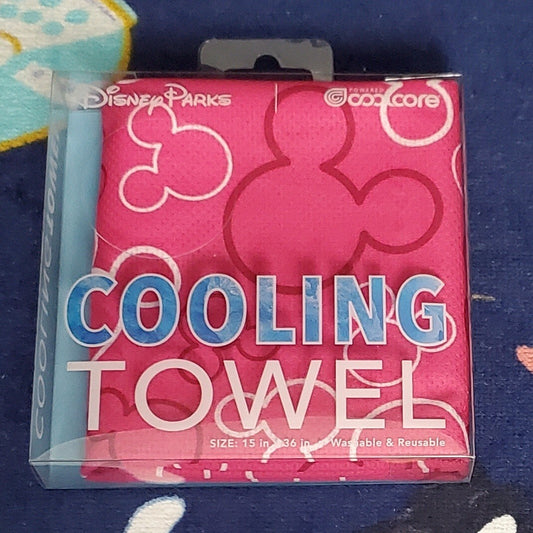 Disney Parks
POWERED BY
coolcore
COOLING
TOWEL
SIZE: 15 in x 36 in Washable & Reusable
COOLING TOWEL